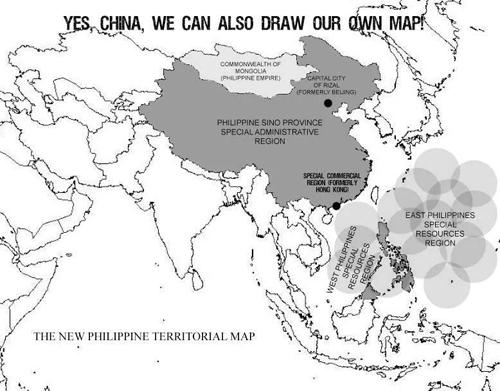 YES, CHINA, WE CAN ALSO DRAW OUR OWN MAP!
COMMONWEALTH OF
MONGOLIA
(PHILIPPINE EMPIRE)
CAPITAL CITY
OF RIZAL
(FORMERLY BEIJING)
PHILIPPINE SINO PROVINCE
SPECIAL ADMINISTRATIVE
REGION
SPECIAL COMMERCIAL
REGION (FORMERLY
HONG KONG)
EAST PHILIPPINES
SPECIAL
RESOURCES
REGION
WEST PHILIPPINES
SPECIAL
RESOURCES
REGION
THE NEW PHILIPPINE TERRITORIAL MAP